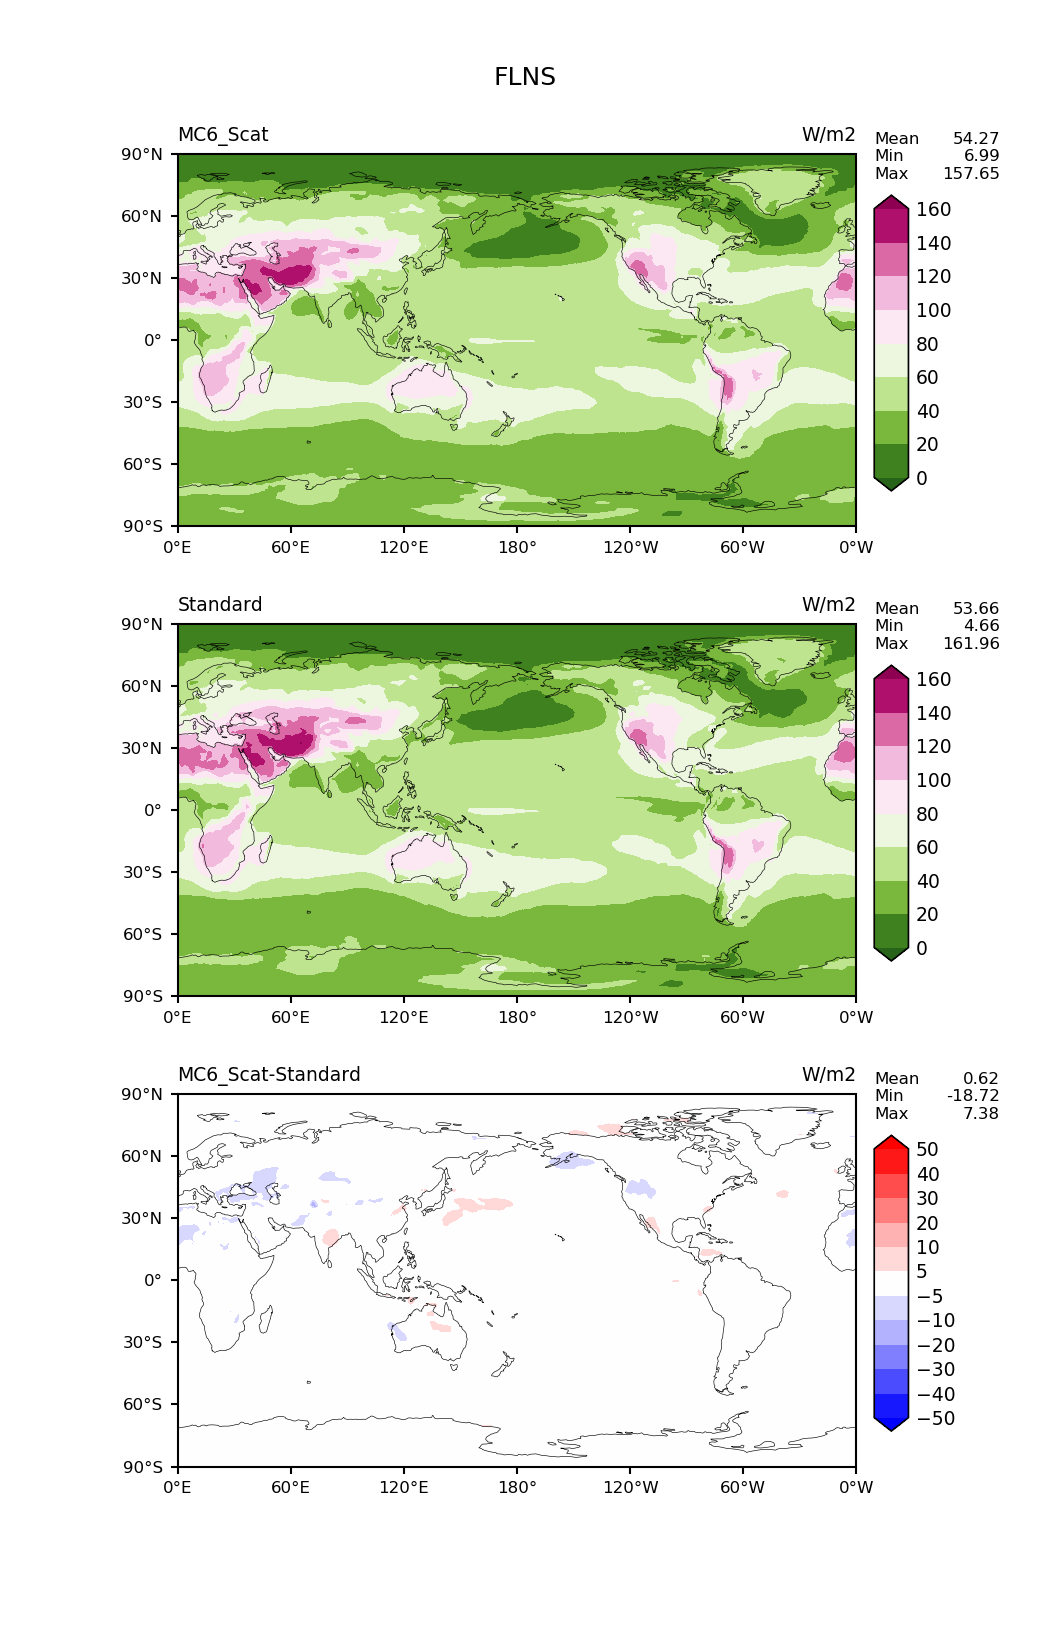 FLNS
MC6_Scat W/m2
Mean 54.27
Min 6.99
Max 157.65
90°N
60°N
30°N
0°
30°S
60°S
90°S
0°E 60°E 120°E 180° 120°W 60°W 0°W
160
140
120
100
80
60
40
20
0
Standard W/m2
Mean 53.66
Min 4.66
Max 161.96
90°N
60°N
30°N
0°
30°S
60°S
90°S
0°E 60°E 120°E 180° 120°W 60°W 0°W
160
140
120
100
80
60
40
20
0
MC6_Scat-Standard W/m2
Mean 0.62
Min -18.72
Max 7.38
90°N
60°N
30°N
0°
30°S
60°S
90°S
0°E 60°E 120°E 180° 120°W 60°W 0°W
50
40
30
20
10
5
−5
−10
−20
−30
−40
−50